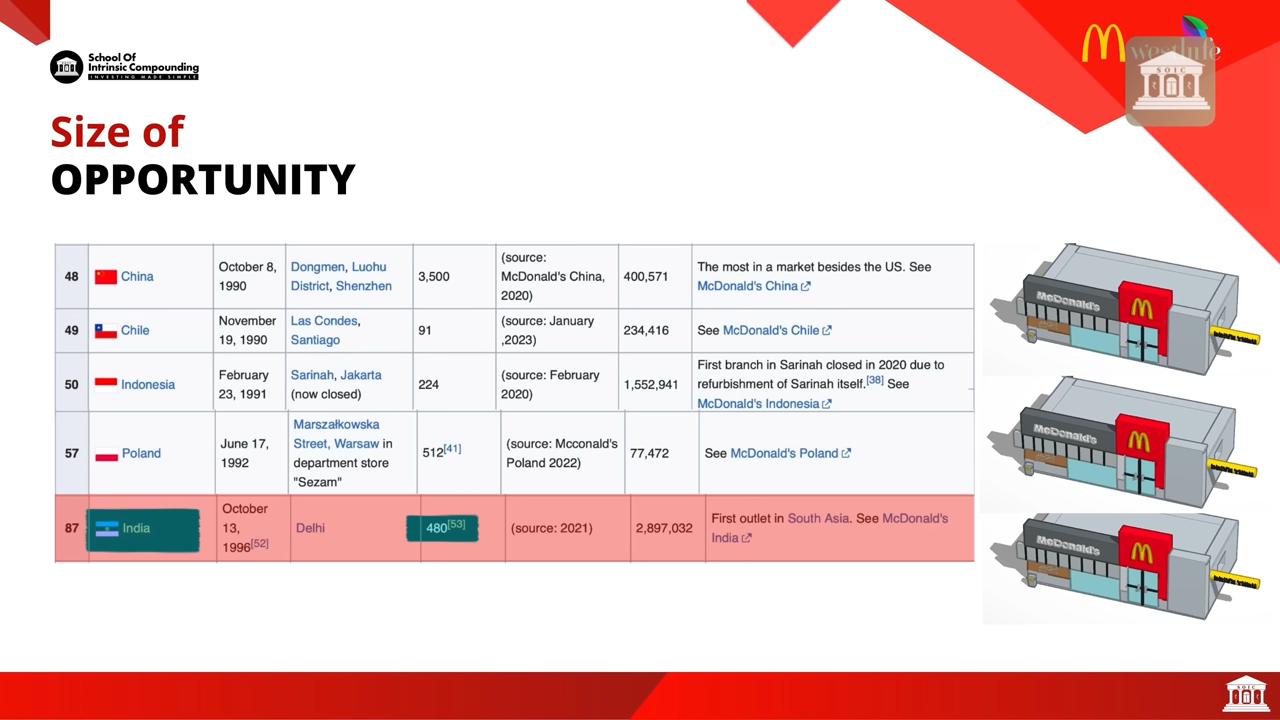 School Of
Intrinsic Compounding
INVESTING MADE SIMPLE
westlife
SOIC
Size of
OPPORTUNITY
48 China October 8, 1990 Dongmen, Luohu District, Shenzhen 3,500 (source: McDonald's China, 2020) 400,571 The most in a market besides the US. See McDonald's China
49 Chile November 19, 1990 Las Condes, Santiago 91 (source: January ,2023) 234,416 See McDonald's Chile
50 Indonesia February 23, 1991 Sarinah, Jakarta (now closed) 224 (source: February 2020) 1,552,941 First branch in Sarinah closed in 2020 due to refurbishment of Sarinah itself.[38] See McDonald's Indonesia
57 Poland June 17, 1992 Marszałkowska Street, Warsaw in department store "Sezam" 512[41] (source: Mcconald's Poland 2022) 77,472 See McDonald's Poland
87 India October 13, 1996[52] Delhi 480[53] (source: 2021) 2,897,032 First outlet in South Asia. See McDonald's India
McDonald's
McDonald's
McDonald's
SOIC